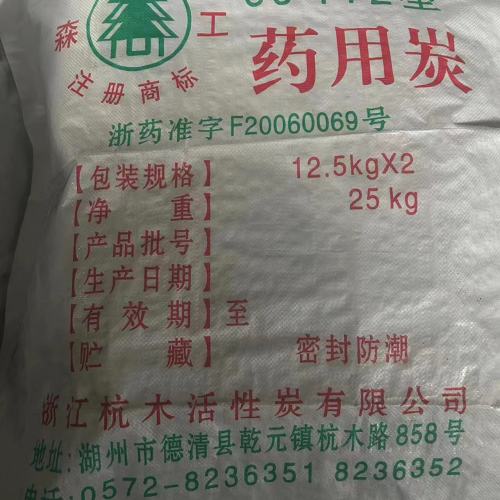 森 工
注册商标
药用炭
浙药准字F20060069号
【包装规格】 12.5kgX2
【净 重】 25kg
【产品批号】
【生产日期】
【有 效 期】至
【贮 藏】 密封防潮
浙江杭木活性炭有限公司
地址:湖州市德清县乾元镇杭木路858号
电话:0572-8236351 8236352